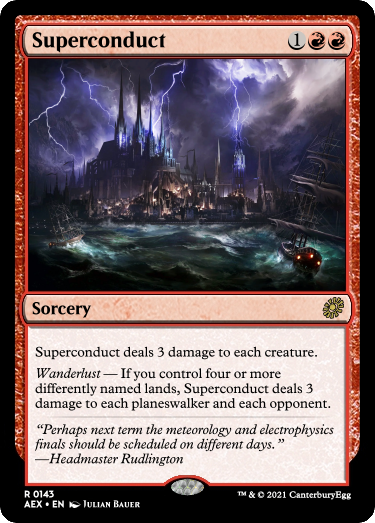 Superconduct 1
Sorcery
Superconduct deals 3 damage to each creature.
Wanderlust — If you control four or more
differently named lands, Superconduct deals 3
damage to each planeswalker and each opponent.
“Perhaps next term the meteorology and electrophysics
finals should be scheduled on different days.”
—Headmaster Rudlington
R 0143
AEX • EN Julian Bauer ™ & © 2021 CanterburyEgg